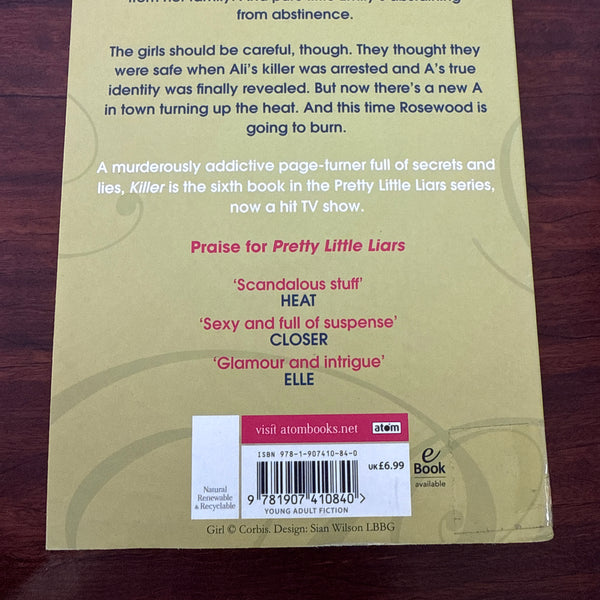 from abstinence.
The girls should be careful, though. They thought they
were safe when Ali's killer was arrested and A's true
identity was finally revealed. But now there's a new A
in town turning up the heat. And this time Rosewood is
going to burn.
A murderously addictive page-turner full of secrets and
lies, Killer is the sixth book in the Pretty Little Liars series,
now a hit TV show.
Praise for Pretty Little Liars
'Scandalous stuff'
HEAT
'Sexy and full of suspense'
CLOSER
'Glamour and intrigue'
ELLE
visit atombooks.net
atom
ISBN 978-1-907410-84-0
9 781907 410840>
YOUNG ADULT FICTION
UK£6.99
Natural
Renewable
& Recyclable
e
Book
available
Girl © Corbis. Design: Sian Wilson LBBG